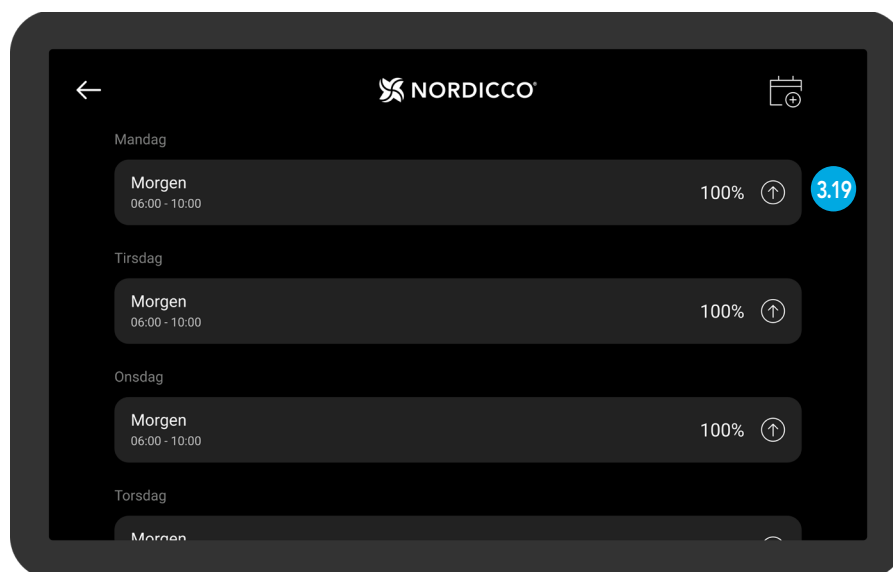 NORDICCO®
Mandag
Morgen
06:00 - 10:00
100%
3.19
Tirsdag
Morgen
06:00 - 10:00
100%
Onsdag
Morgen
06:00 - 10:00
100%
Torsdag
Morgen